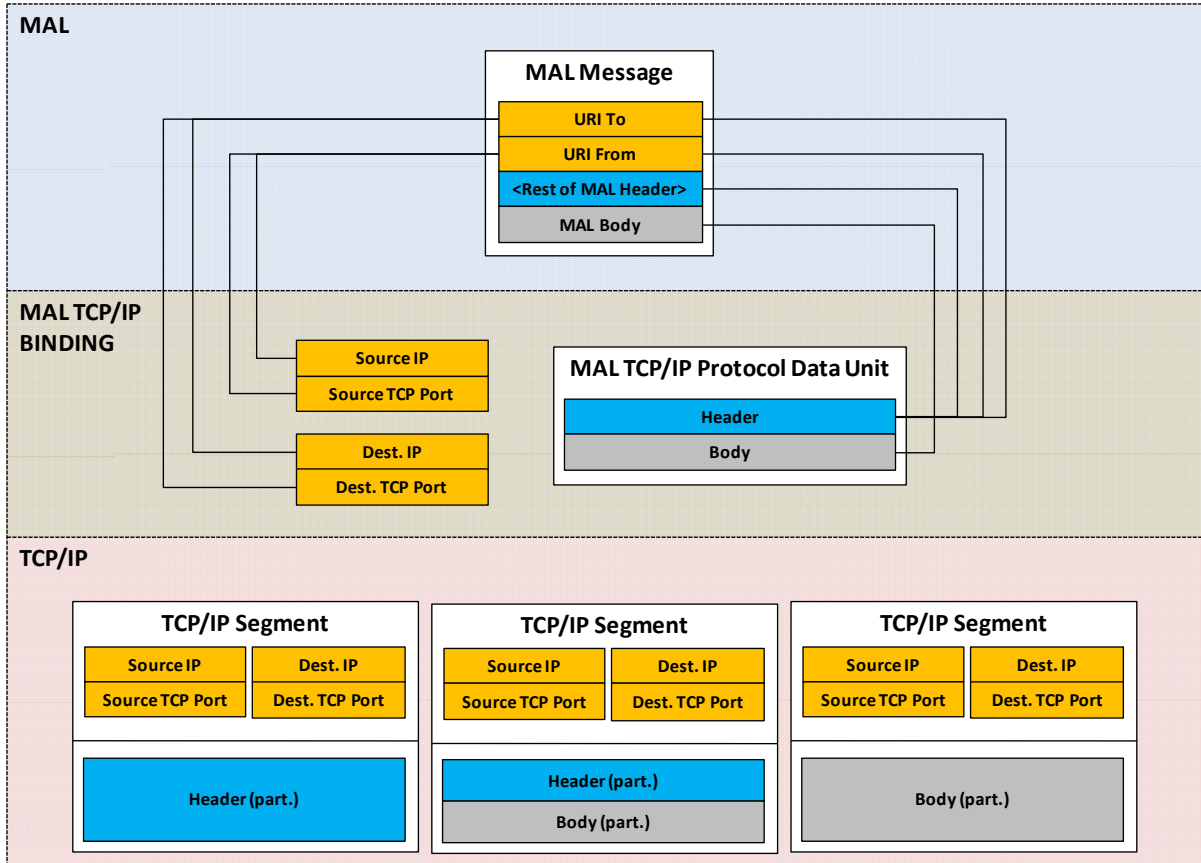 MAL
MAL Message
URI To
URI From
<Rest of MAL Header>
MAL Body
MAL TCP/IP
BINDING
Source IP
Source TCP Port
Dest. IP
Dest. TCP Port
MAL TCP/IP Protocol Data Unit
Header
Body
TCP/IP
TCP/IP Segment
Source IP
Dest. IP
Source TCP Port
Dest. TCP Port
Header (part.)
TCP/IP Segment
Source IP
Dest. IP
Source TCP Port
Dest. TCP Port
Header (part.)
Body (part.)
TCP/IP Segment
Source IP
Dest. IP
Source TCP Port
Dest. TCP Port
Body (part.)